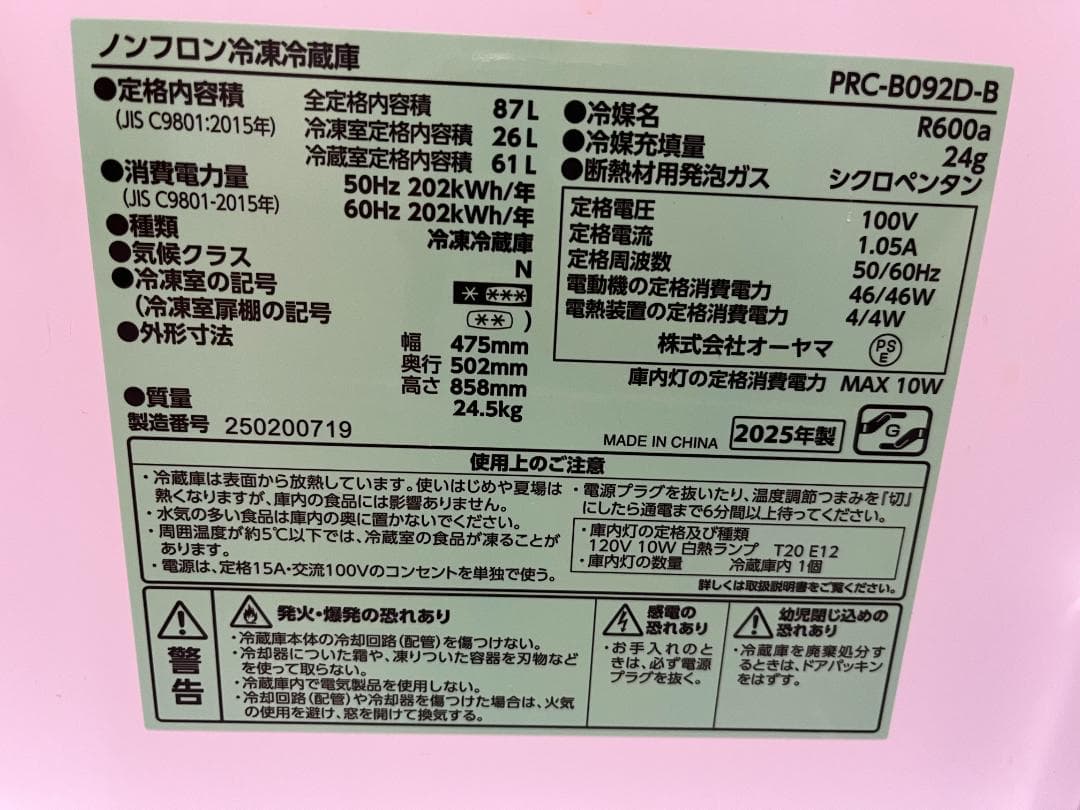 ノンフロン冷凍冷蔵庫
PRC-B092D-B
●定格内容積
(JIS C9801:2015年)
全定格内容積 87L
冷凍室定格内容積 26L
冷蔵室定格内容積 61L
●消費電力量
(JIS C9801-2015年)
50Hz 202kWh/年
60Hz 202kWh/年
●種類 冷凍冷蔵庫
●気候クラス N
●冷凍室の記号 * ***
(冷凍室扉棚の記号 ** )
●外形寸法
幅 475mm
奥行 502mm
高さ 858mm
●質量 24.5kg
製造番号 250200719
●冷媒名 R600a
●冷媒充填量 24g
●断熱材用発泡ガス シクロペンタン
定格電圧 100V
定格電流 1.05A
定格周波数 50/60Hz
電動機の定格消費電力 46/46W
電熱装置の定格消費電力 4/4W
株式会社オーヤマ PS E
庫内灯の定格消費電力 MAX 10W
MADE IN CHINA 2025年製 G
使用上のご注意
・冷蔵庫は表面から放熱しています。使いはじめや夏場は
熱くなりますが、庫内の食品には影響ありません。
・水気の多い食品は庫内の奥に置かないでください。
・周囲温度が約5℃以下では、冷蔵室の食品が凍ることが
あります。
・電源は、定格15A・交流100Vのコンセントを単独で使う。
・電源プラグを抜いたり、温度調節つまみを「切」
にしたら通電まで6分間以上待ってください。
・庫内灯の定格及び種類
120V 10W 白熱ランプ T20 E12
・庫内灯の数量 冷蔵庫内 1個
詳しくは取扱説明書をご覧ください。
警告
発火・爆発の恐れあり
・冷蔵庫本体の冷却回路(配管)を傷つけない。
・冷却器についた霜や、凍りついた容器を刃物など
を使って取らない。
・冷蔵庫内で電気製品を使用しない。
・冷却回路(配管)や冷却器を傷つけた場合は、火気
の使用を避け、窓を開けて換気する。
感電の
恐れあり
・お手入れのと
きは、必ず電源
プラグを抜く。
幼児閉じ込めの
恐れあり
・冷蔵庫を廃棄処分す
るときは、ドアパッキン
をはずす。